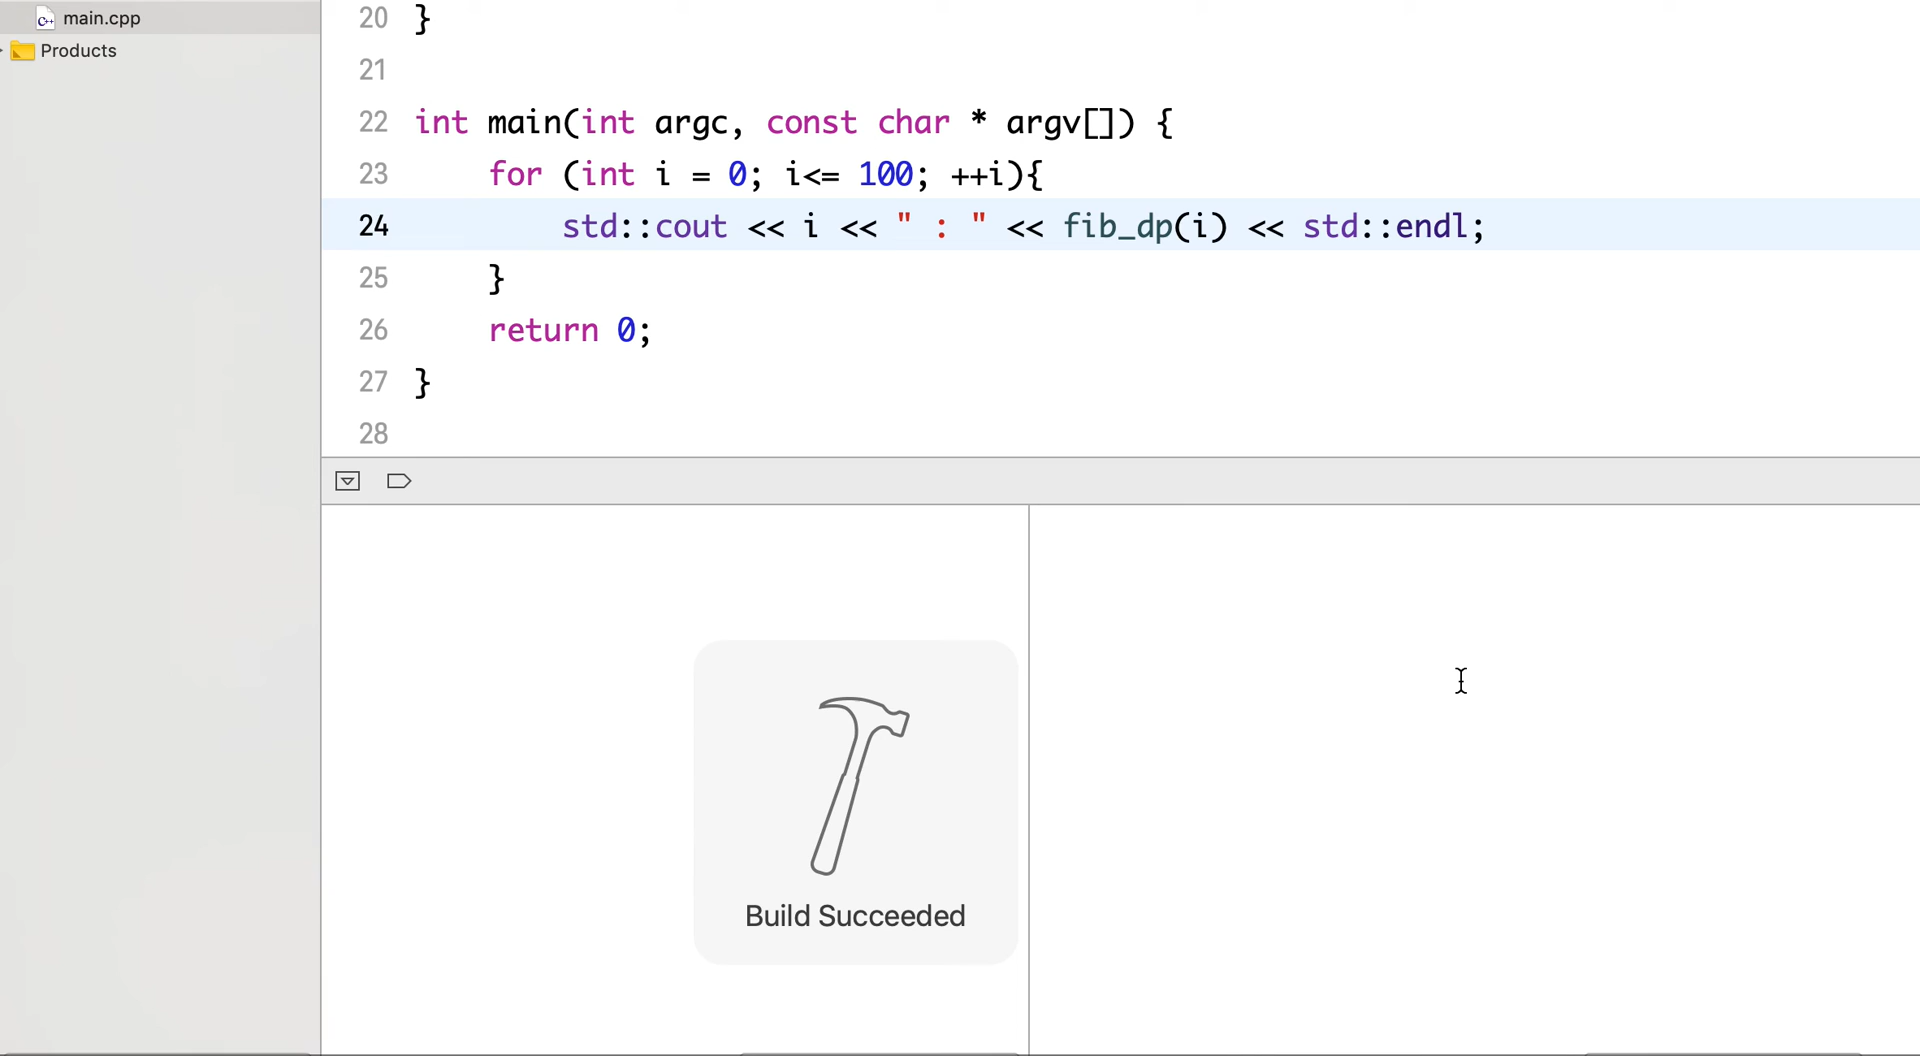 main.cpp
Products
20 }
21
22 int main(int argc, const char * argv[]) {
23 for (int i = 0; i<= 100; ++i){
24 std::cout << i << " : " << fib_dp(i) << std::endl;
25 }
26 return 0;
27 }
28
Build Succeeded